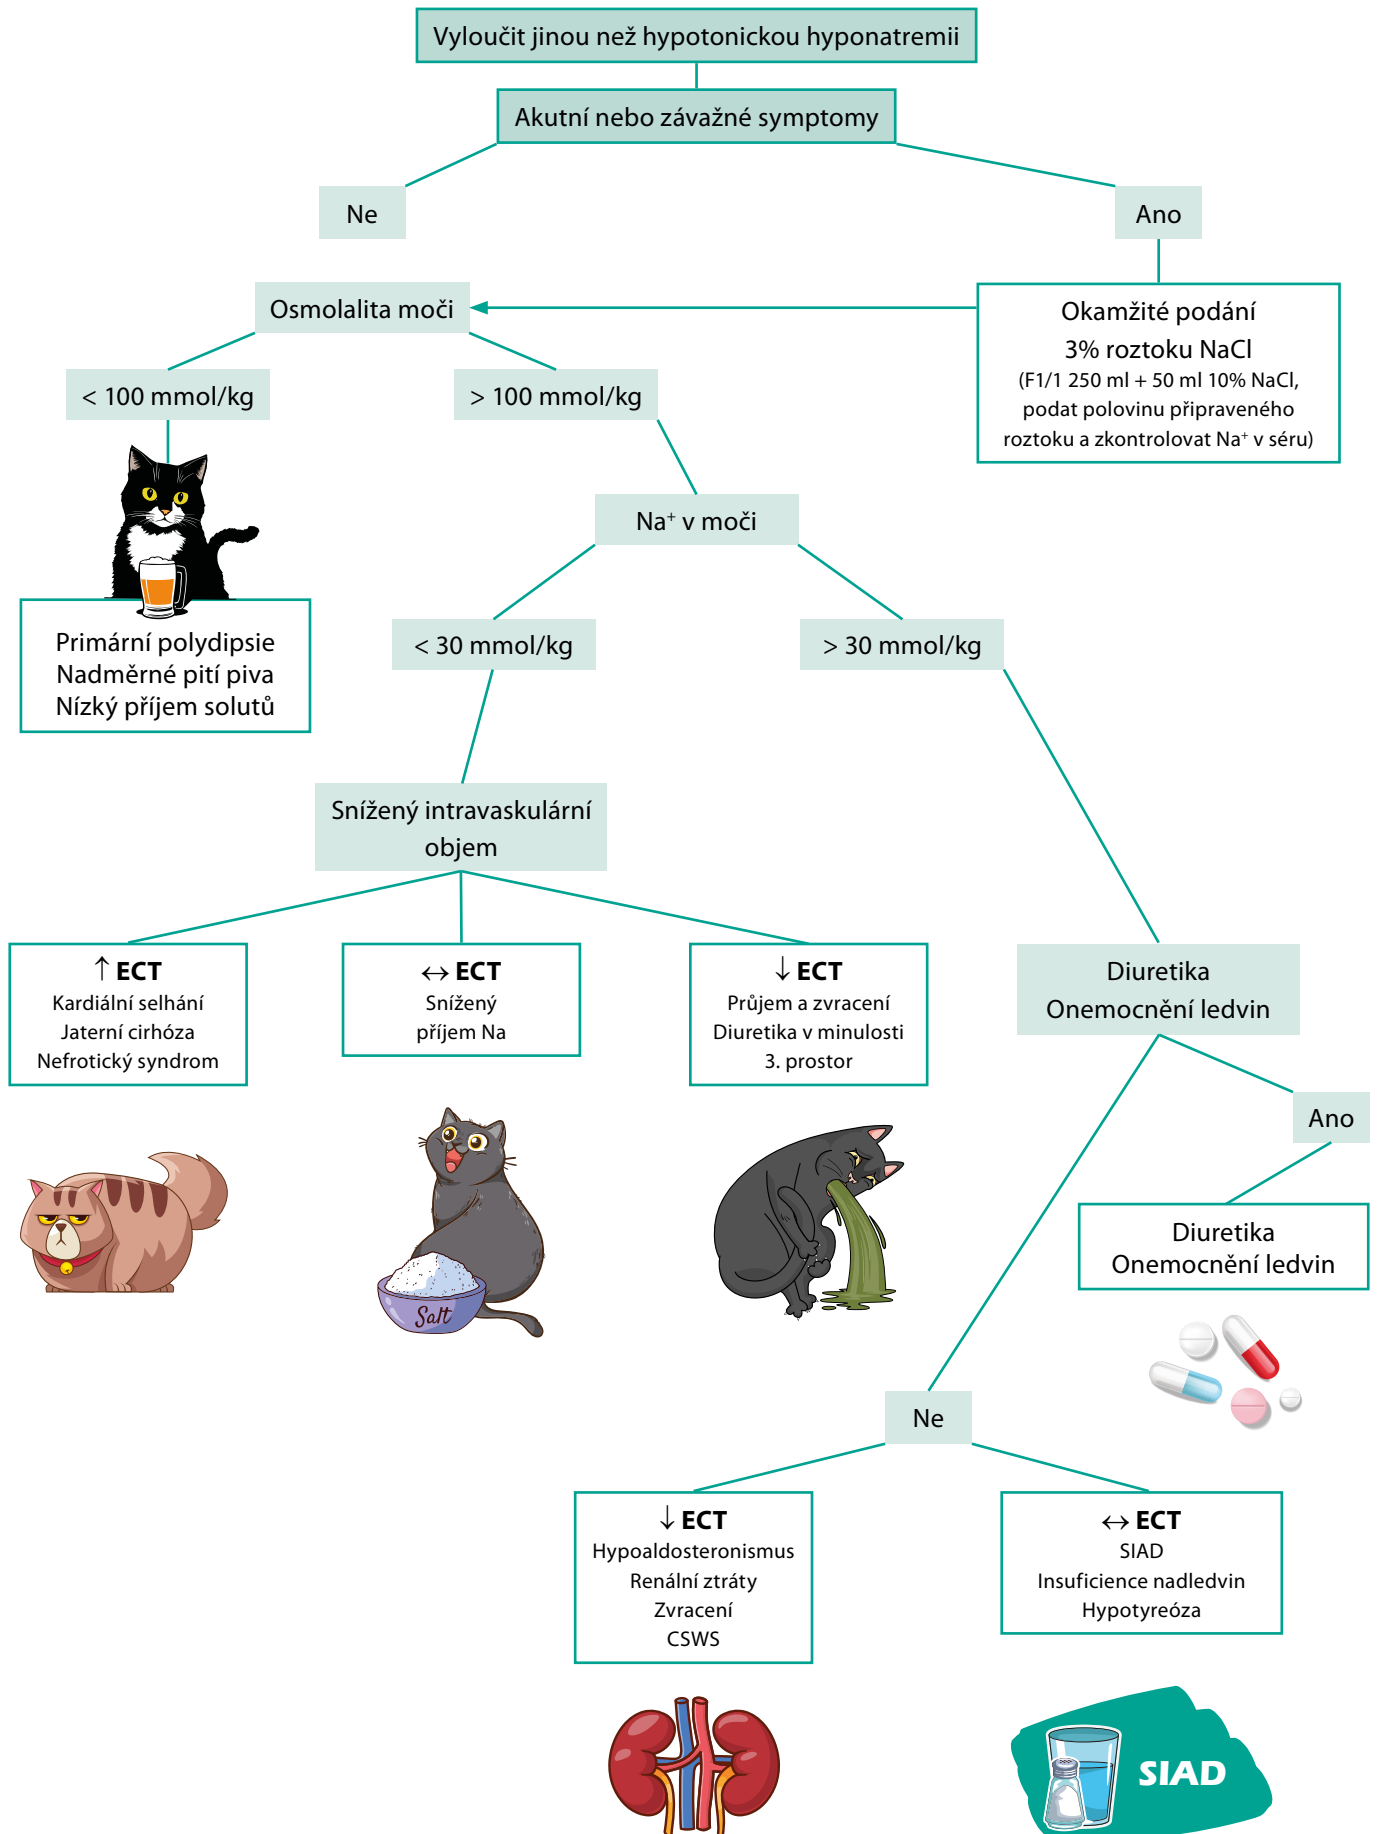 Vyloučit jinou než hypotonickou hyponatremii
Akutní nebo závažné symptomy
Ne
Ano
Osmolalita moči
Okamžité podání
3% roztoku NaCl
(F1/1 250 ml + 50 ml 10% NaCl,
podat polovinu připraveného
roztoku a zkontrolovat Na⁺ v séru)
< 100 mmol/kg
> 100 mmol/kg
Na⁺ v moči
Primární polydipsie
Nadměrné pití piva
Nízký příjem solutů
< 30 mmol/kg
> 30 mmol/kg
Snížený intravaskulární
objem
↑ ECT
Kardiální selhání
Jaterní cirhóza
Nefrotický syndrom
↔ ECT
Snížený
příjem Na
↓ ECT
Průjem a zvracení
Diuretika v minulosti
3. prostor
Diuretika
Onemocnění ledvin
Ano
Diuretika
Onemocnění ledvin
Salt
Ne
↓ ECT
Hypoaldosteronismus
Renální ztráty
Zvracení
CSWS
↔ ECT
SIAD
Insuficience nadledvin
Hypotyreóza
SIAD